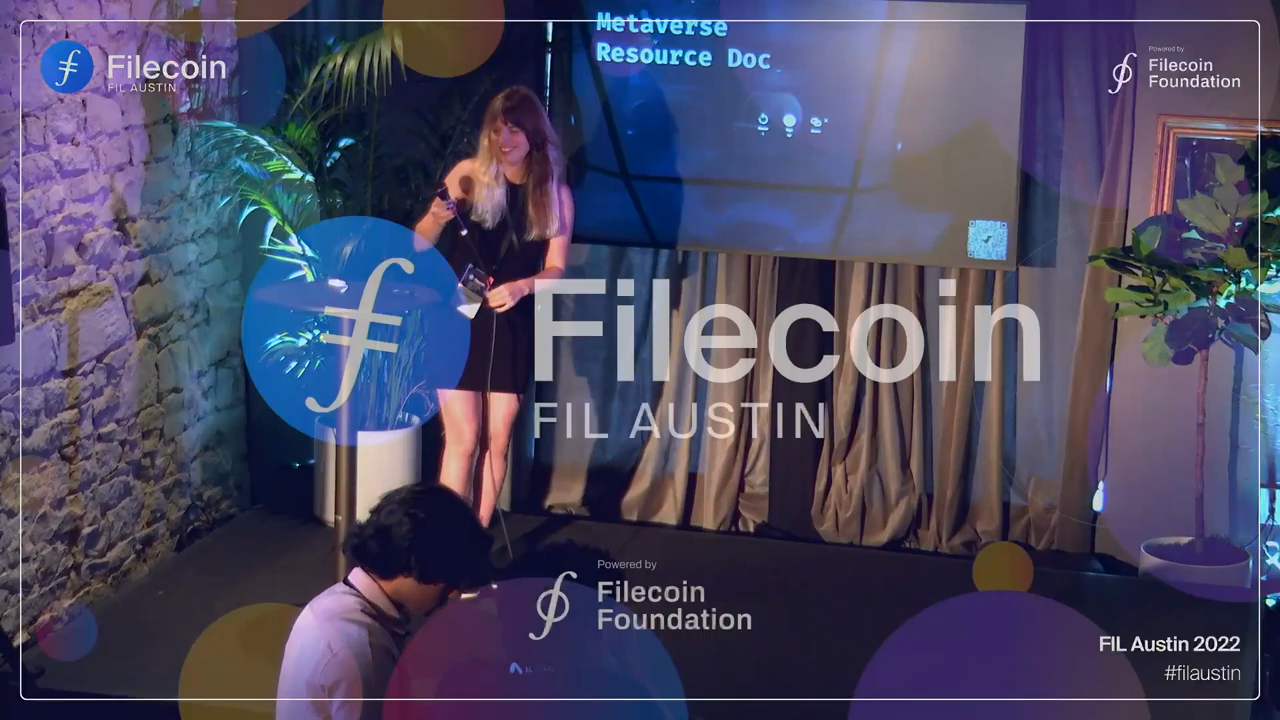 Metaverse
Resource Doc
Filecoin
FIL AUSTIN
Powered by
Filecoin
Foundation
Filecoin
FIL AUSTIN
Powered by
Filecoin
Foundation
FIL Austin 2022
#filaustin